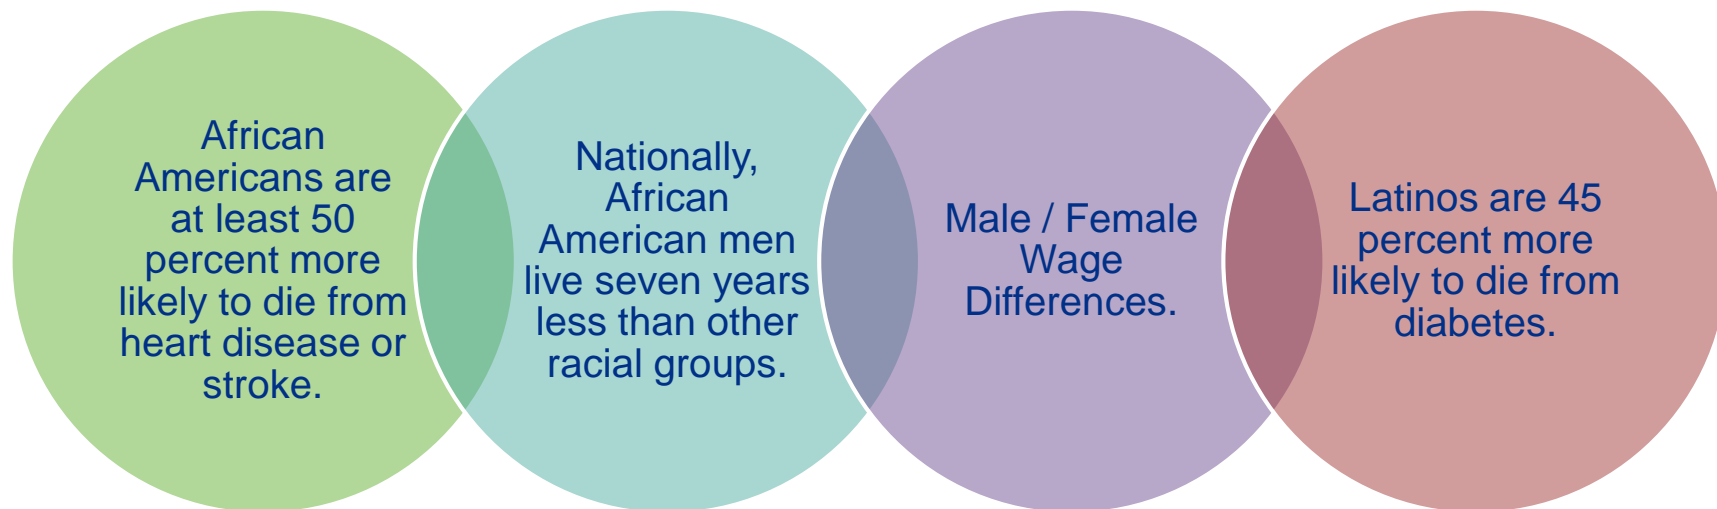 African
Americans are
at least 50
percent more
likely to die from
heart disease or
stroke.
Nationally,
African
American men
live seven years
less than other
racial groups.
Male / Female
Wage
Differences.
Latinos are 45
percent more
likely to die from
diabetes.